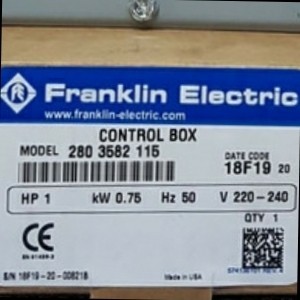 Franklin Electric
www.franklin-electric.com
CONTROL BOX
MODEL 280 3582 115
DATE CODE
18F19 20
HP 1 kW 0.75 Hz 50 V 220-240
QTY 1
CE
S/N 18F19-20-00821B
Made in USA